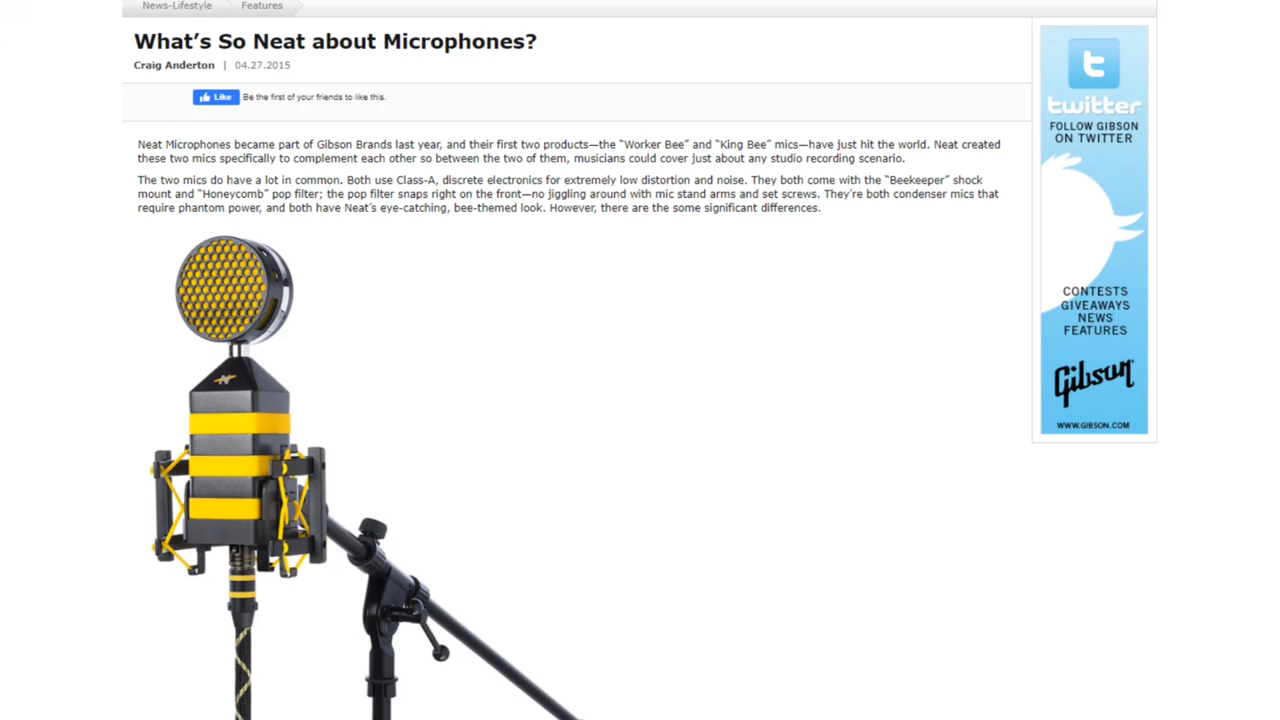 News-Lifestyle
Features
What’s So Neat about Microphones?
Craig Anderton | 04.27.2015
Like Be the first of your friends to like this.
Neat Microphones became part of Gibson Brands last year, and their first two products—the “Worker Bee” and “King Bee” mics—have just hit the world. Neat created
these two mics specifically to complement each other so between the two of them, musicians could cover just about any studio recording scenario.
The two mics do have a lot in common. Both use Class-A, discrete electronics for extremely low distortion and noise. They both come with the “Beekeeper” shock
mount and “Honeycomb” pop filter; the pop filter snaps right on the front—no jiggling around with mic stand arms and set screws. They’re both condenser mics that
require phantom power, and both have Neat’s eye-catching, bee-themed look. However, there are the some significant differences.
N
t
twitter
FOLLOW GIBSON
ON TWITTER
CONTESTS
GIVEAWAYS
NEWS
FEATURES
Gibson
WWW.GIBSON.COM